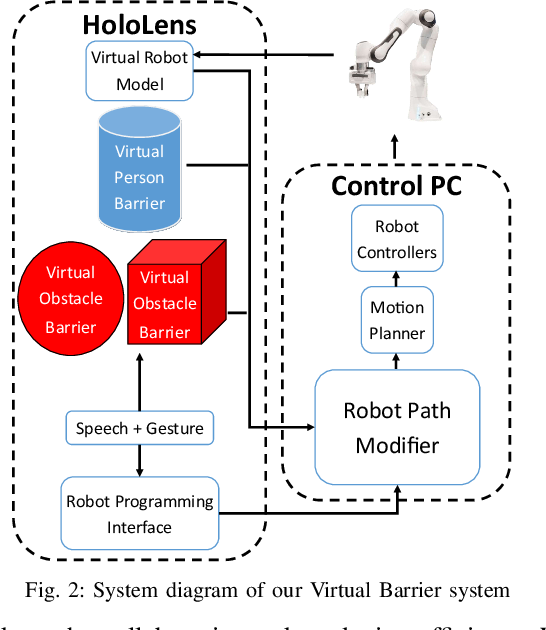 HoloLens
Virtual Robot
Model
Virtual
Person
Barrier
Virtual
Obstacle
Barrier
Virtual
Obstacle
Barrier
Speech + Gesture
Robot Programming
Interface
Control PC
Robot
Controllers
Motion
Planner
Robot Path
Modifier
Fig. 2: System diagram of our Virtual Barrier system